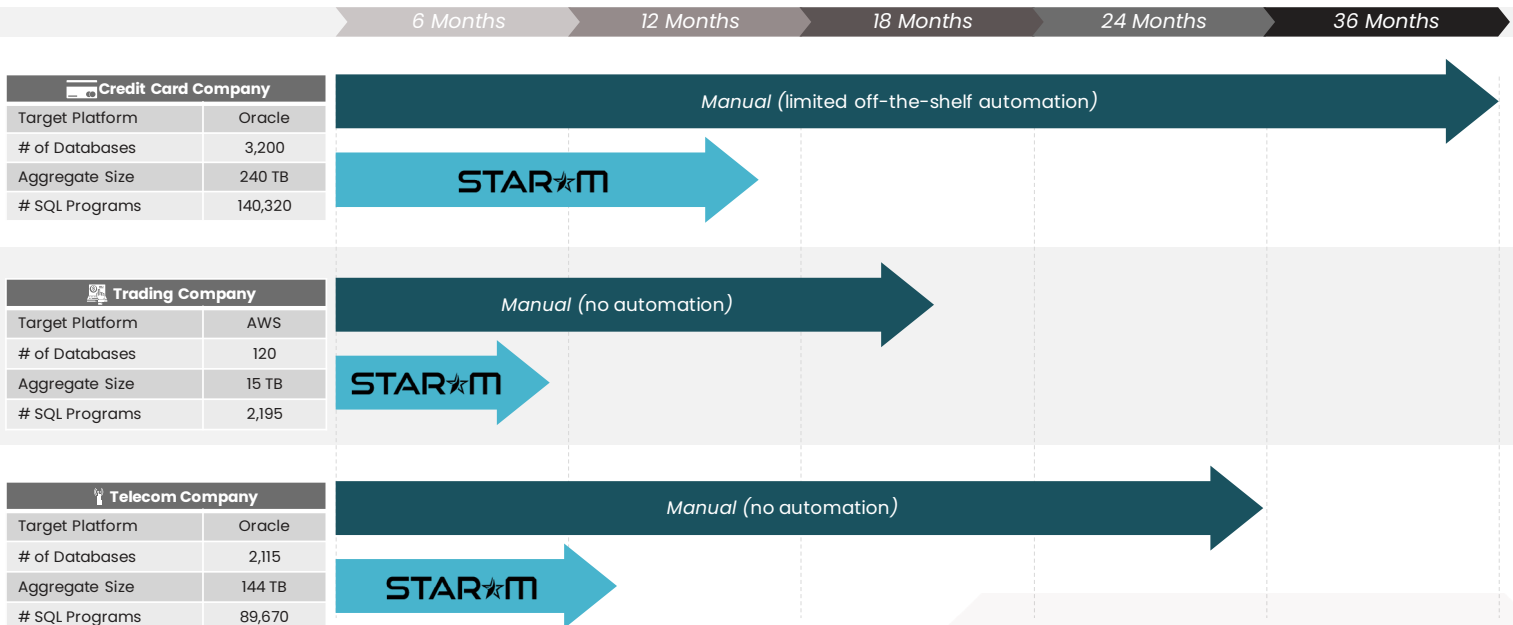 6 Months 12 Months 18 Months 24 Months 36 Months
Credit Card Company
Target Platform Oracle
# of Databases 3,200
Aggregate Size 240 TB
# SQL Programs 140,320
Manual (limited off-the-shelf automation)
STAR M
Trading Company
Target Platform AWS
# of Databases 120
Aggregate Size 15 TB
# SQL Programs 2,195
Manual (no automation)
STAR M
Telecom Company
Target Platform Oracle
# of Databases 2,115
Aggregate Size 144 TB
# SQL Programs 89,670
Manual (no automation)
STAR M